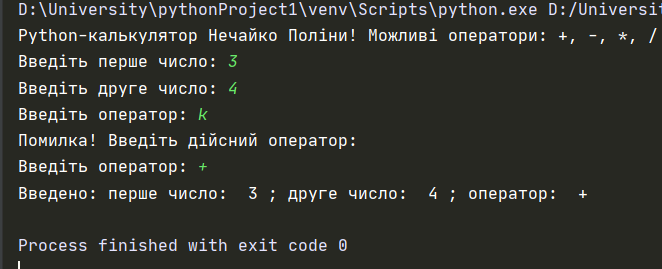 D:\University\pythonProject1\venv\Scripts\python.exe D:/Universit
Python-калькулятор Нечайко Поліни! Можливі оператори: +, -, *, /
Введіть перше число: 3
Введіть друге число: 4
Введіть оператор: k
Помилка! Введіть дійсний оператор:
Введіть оператор: +
Введено: перше число:  3 ; друге число:  4 ; оператор:  +
Process finished with exit code 0